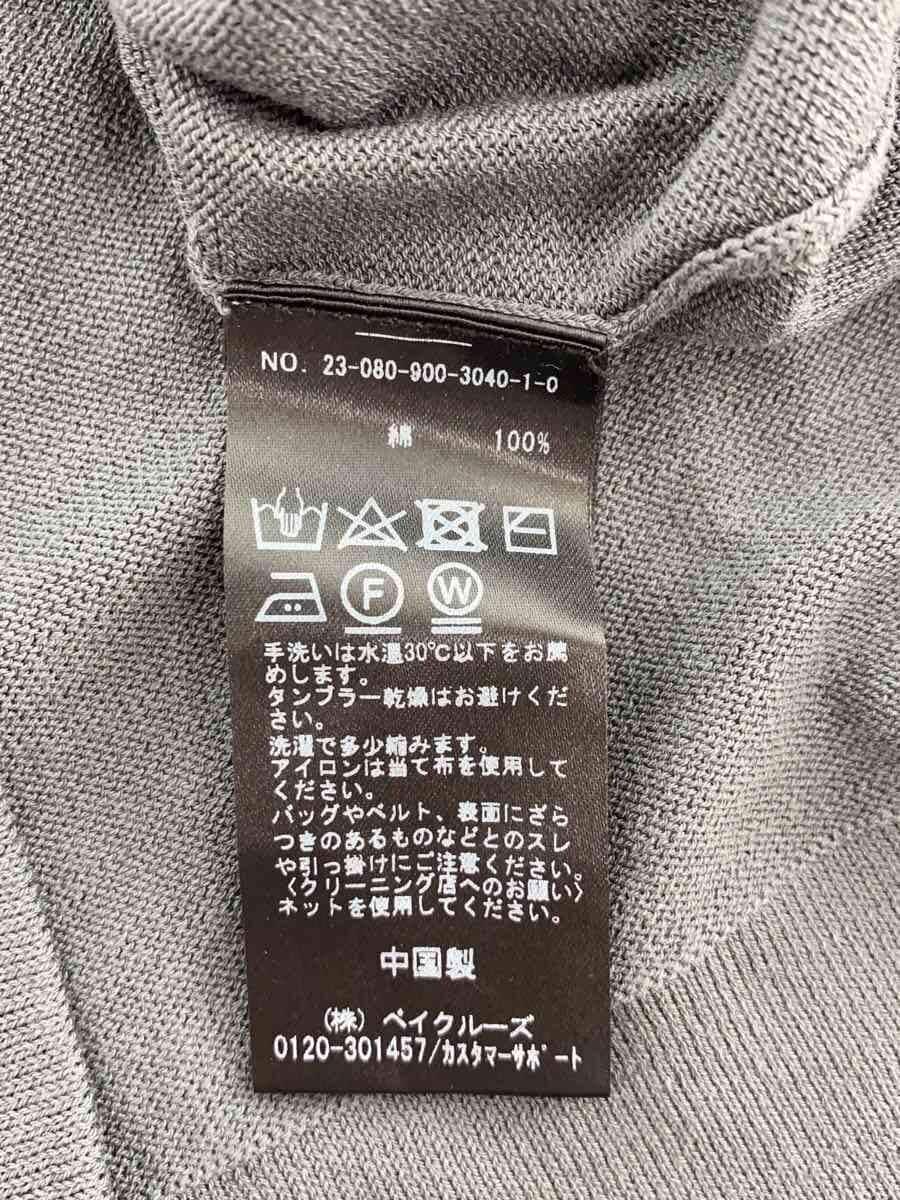 NO. 23-080-900-3040-1-0
綿 100%
F W
手洗いは水温30℃以下をお薦
めします。
タンブラー乾燥はお避けくだ
さい。
洗濯で多少縮みます。
アイロンは当て布を使用して
ください。
バッグやベルト、表面にざら
つきのあるものなどとのスレ
や引っ掛けにご注意ください。
〈クリーニング店へのお願い〉
ネットを使用してください。
中国製
(株) ベイクルーズ
0120-301457/カスタマーサポート